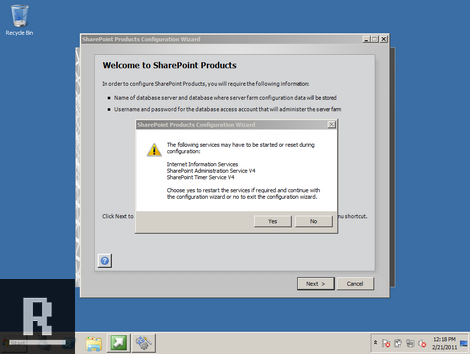 Recycle Bin
SharePoint Products Configuration Wizard
Welcome to SharePoint Products
In order to configure SharePoint Products, you will require the following information:
Name of database server and database where server farm configuration data will be stored
Username and password for the database access account that will administer the server farm
SharePoint Products Configuration Wizard
The following services may have to be started or reset during
configuration:
Internet Information Services
SharePoint Administration Service V4
SharePoint Timer Service V4
Choose yes to restart the services if required and continue with
the configuration wizard or no to exit the configuration wizard.
Yes
No
Click Next to
nu shortcut.
Next >
Cancel
R
Start
12:18 PM
2/21/2011